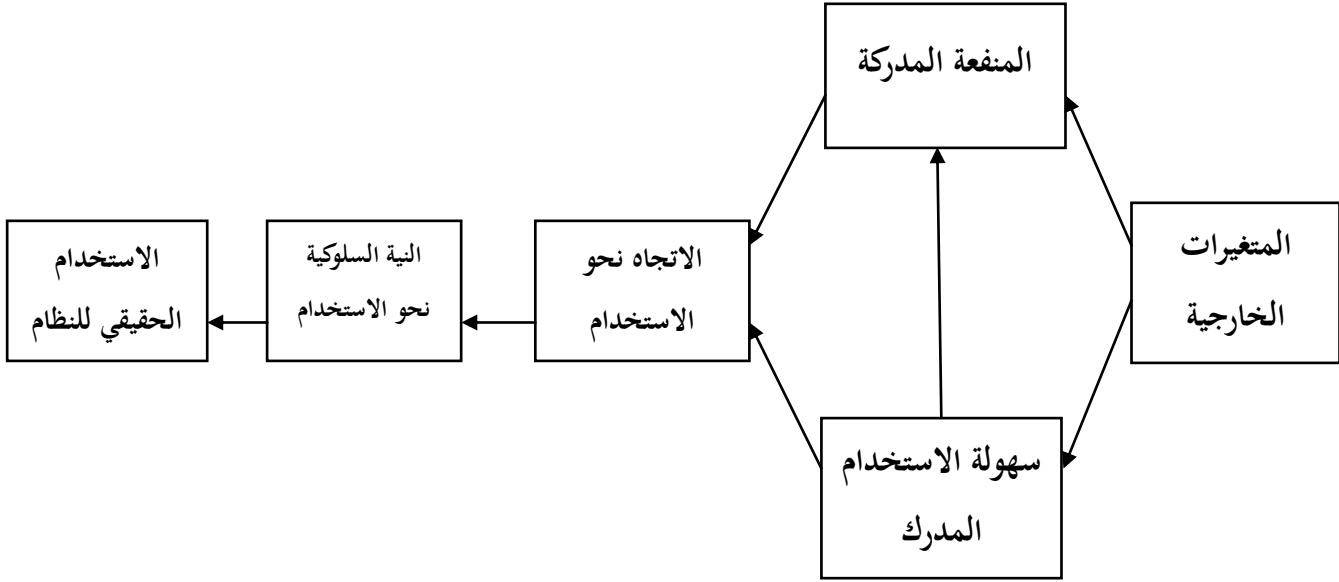 المنفعة المدركة
المتغيرات
الخارجية
الاتجاه نحو
الاستخدام
النية السلوكية
نحو الاستخدام
الاستخدام
الحقيقي للنظام
سهولة الاستخدام
المدرك